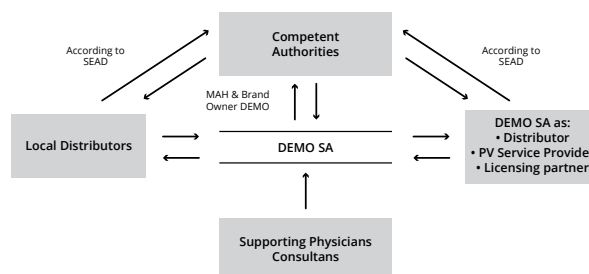 Competent
Authorities
According to
SEAD
According to
SEAD
MAH & Brand
Owner DEMO
Local Distributors
DEMO SA
DEMO SA as:
• Distributor
• PV Service Provide
• Licensing partner
Supporting Physicians
Consultans